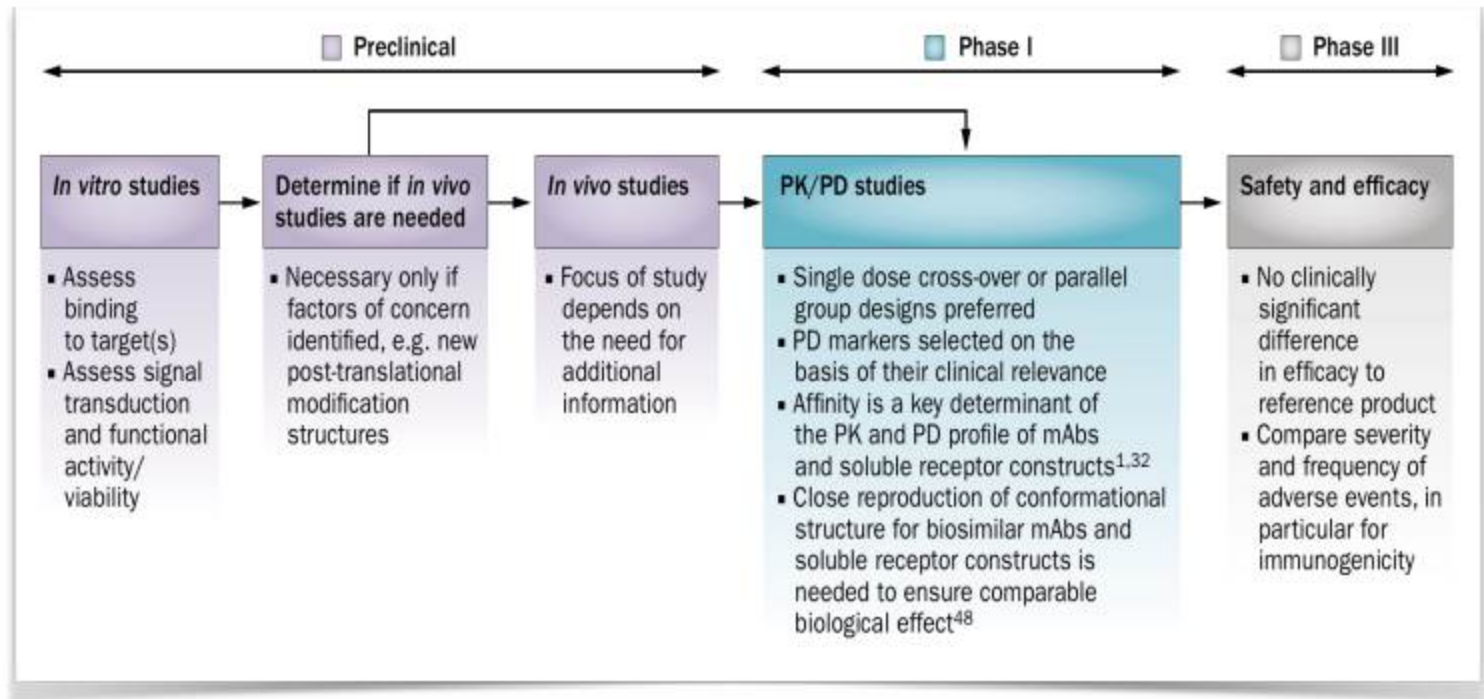 Preclinical
Phase I
Phase III
In vitro studies
▪ Assess
binding
to target(s)
▪ Assess signal
transduction
and functional
activity/
viability
Determine if in vivo
studies are needed
▪ Necessary only if
factors of concern
identified, e.g. new
post-translational
modification
structures
In vivo studies
▪ Focus of study
depends on
the need for
additional
information
PK/PD studies
▪ Single dose cross-over or parallel
group designs preferred
▪ PD markers selected on the
basis of their clinical relevance
▪ Affinity is a key determinant of
the PK and PD profile of mAbs
and soluble receptor constructs1,32
▪ Close reproduction of conformational
structure for biosimilar mAbs and
soluble receptor constructs is
needed to ensure comparable
biological effect48
Safety and efficacy
▪ No clinically
significant
difference
in efficacy to
reference product
▪ Compare severity
and frequency of
adverse events, in
particular for
immunogenicity